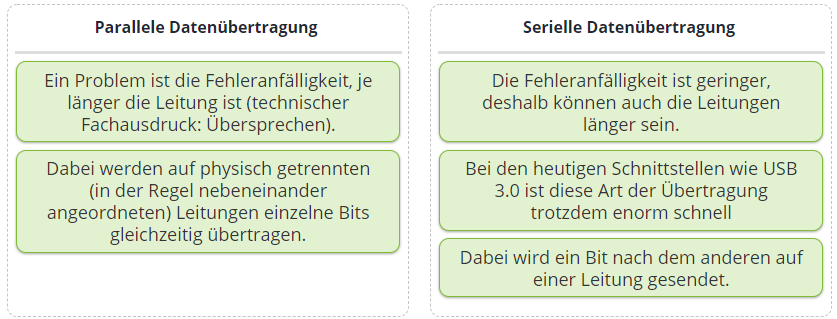 Parallele Datenübertragung
Ein Problem ist die Fehleranfälligkeit, je
länger die Leitung ist (technischer
Fachausdruck: Übersprechen).
Dabei werden auf physisch getrennten
(in der Regel nebeneinander
angeordneten) Leitungen einzelne Bits
gleichzeitig übertragen.
Serielle Datenübertragung
Die Fehleranfälligkeit ist geringer,
deshalb können auch die Leitungen
länger sein.
Bei den heutigen Schnittstellen wie USB
3.0 ist diese Art der Übertragung
trotzdem enorm schnell
Dabei wird ein Bit nach dem anderen auf
einer Leitung gesendet.